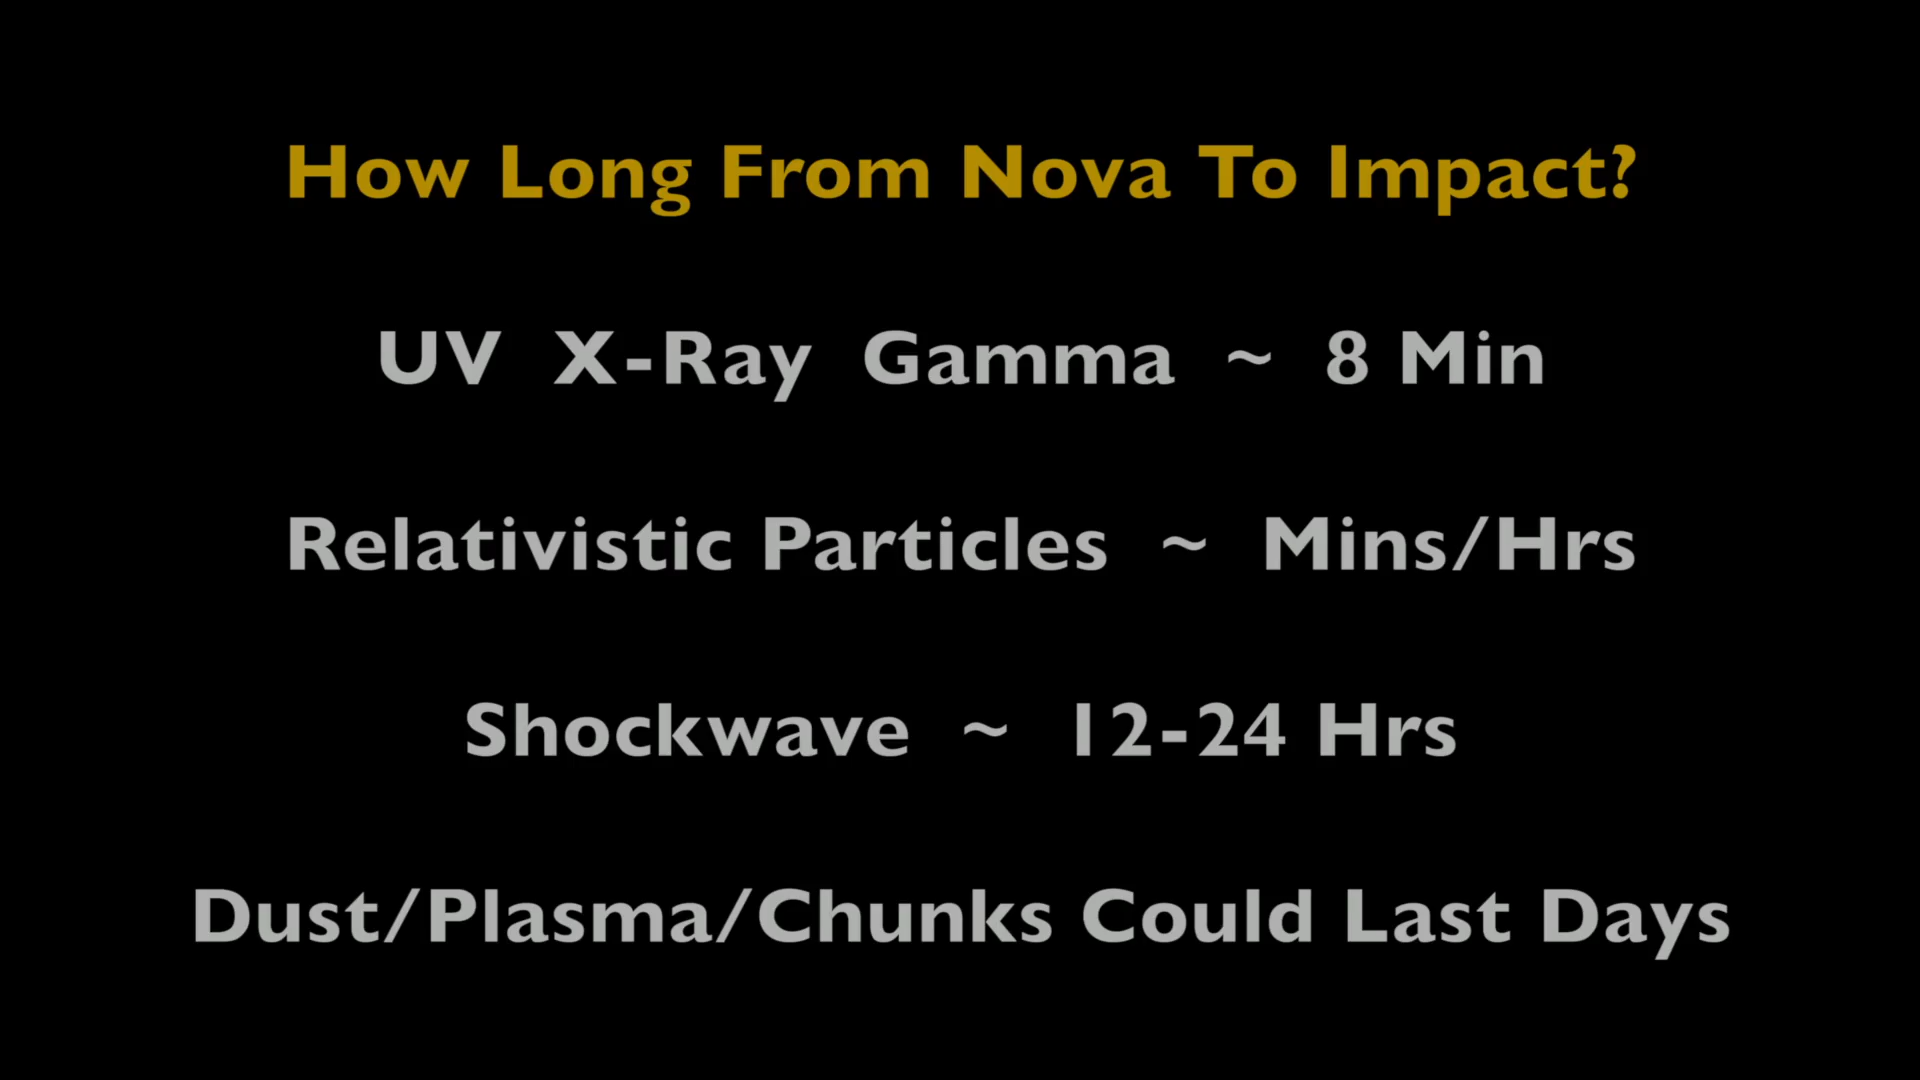 How Long From Nova To Impact?
UV X-Ray Gamma ~ 8 Min
Relativistic Particles ~ Mins/Hrs
Shockwave ~ 12-24 Hrs
Dust/Plasma/Chunks Could Last Days